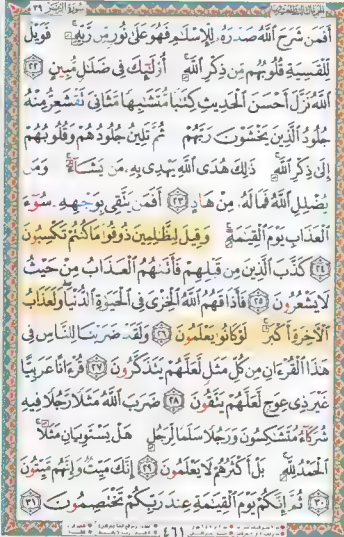 سورة الزمر ٣٩
أَفَمَن شَرَحَ اللَّهُ صَدْرَهُ لِلْإِسْلَامِ فَهُوَ عَلَىٰ نُورٍ مِّن رَّبِّهِ فَوَيْلٌ
لِّلْقَاسِيَةِ قُلُوبُهُم مِّن ذِكْرِ اللَّهِ أُولَٰئِكَ فِي ضَلَالٍ مُّبِينٍ ٢٢
اللَّهُ نَزَّلَ أَحْسَنَ الْحَدِيثِ كِتَابًا مُّتَشَابِهًا مَّثَانِيَ تَقْشَعِرُّ مِنْهُ
جُلُودُ الَّذِينَ يَخْشَوْنَ رَبَّهُمْ ثُمَّ تَلِينُ جُلُودُهُمْ وَقُلُوبُهُمْ
إِلَىٰ ذِكْرِ اللَّهِ ذَٰلِكَ هُدَى اللَّهِ يَهْدِي بِهِ مَن يَشَاءُ وَمَن
يُضْلِلِ اللَّهُ فَمَا لَهُ مِنْ هَادٍ ٢٣ أَفَمَن يَتَّقِي بِوَجْهِهِ سُوءَ
الْعَذَابِ يَوْمَ الْقِيَامَةِ وَقِيلَ لِلظَّالِمِينَ ذُوقُوا مَا كُنتُمْ تَكْسِبُونَ
٢٤ كَذَّبَ الَّذِينَ مِن قَبْلِهِمْ فَأَتَاهُمُ الْعَذَابُ مِنْ حَيْثُ
لَا يَشْعُرُونَ ٢٥ فَأَذَاقَهُمُ اللَّهُ الْخِزْيَ فِي الْحَيَاةِ الدُّنْيَا وَلَعَذَابُ
الْآخِرَةِ أَكْبَرُ لَوْ كَانُوا يَعْلَمُونَ ٢٦ وَلَقَدْ ضَرَبْنَا لِلنَّاسِ فِي
هَٰذَا الْقُرْآنِ مِن كُلِّ مَثَلٍ لَّعَلَّهُمْ يَتَذَكَّرُونَ ٢٧ قُرْآنًا عَرَبِيًّا
غَيْرَ ذِي عِوَجٍ لَّعَلَّهُمْ يَتَّقُونَ ٢٨ ضَرَبَ اللَّهُ مَثَلًا رَّجُلًا فِيهِ
شُرَكَاءُ مُتَشَاكِسُونَ وَرَجُلًا سَلَمًا لِّرَجُلٍ هَلْ يَسْتَوِيَانِ مَثَلًا
الْحَمْدُ لِلَّهِ بَلْ أَكْثَرُهُمْ لَا يَعْلَمُونَ ٢٩ إِنَّكَ مَيِّتٌ وَإِنَّهُم مَّيِّتُونَ
٣٠ ثُمَّ إِنَّكُمْ يَوْمَ الْقِيَامَةِ عِندَ رَبِّكُمْ تَخْتَصِمُونَ ٣١
٤٦١